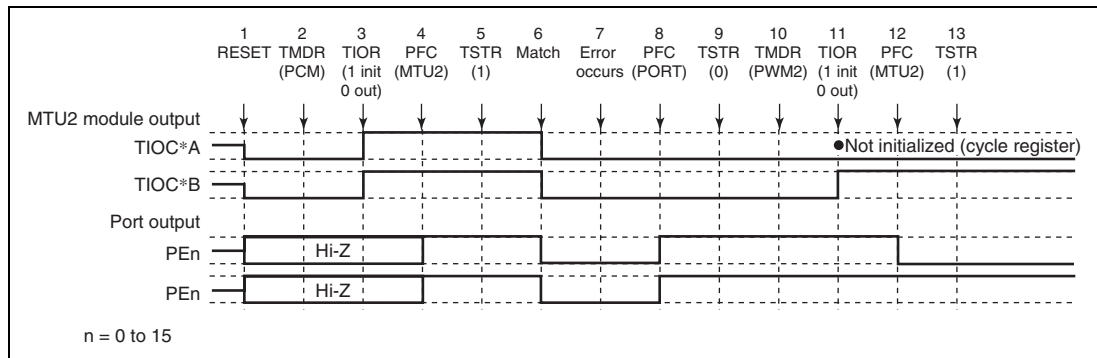 1 2 3 4 5 6 7 8 9 10 11 12 13
RESET TMDR TIOR PFC TSTR Match Error PFC TSTR TMDR TIOR PFC TSTR
(PCM) (1 init (MTU2) (1) occurs (PORT) (0) (PWM2) (1 init (MTU2) (1)
0 out) 0 out)
MTU2 module output
TIOC*A ●Not initialized (cycle register)
TIOC*B
Port output
PEn Hi-Z
PEn Hi-Z
n = 0 to 15